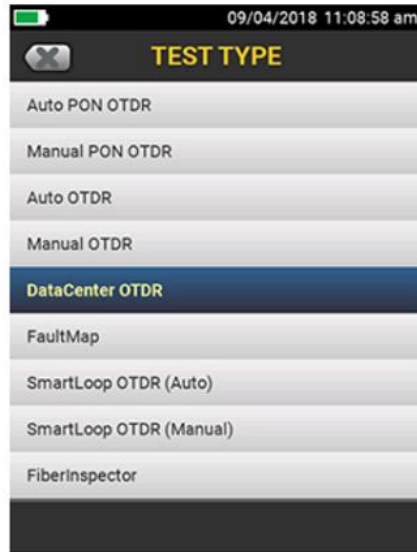 09/04/2018 11:08:58 am
TEST TYPE
Auto PON OTDR
Manual PON OTDR
Auto OTDR
Manual OTDR
DataCenter OTDR
FaultMap
SmartLoop OTDR (Auto)
SmartLoop OTDR (Manual)
FiberInspector